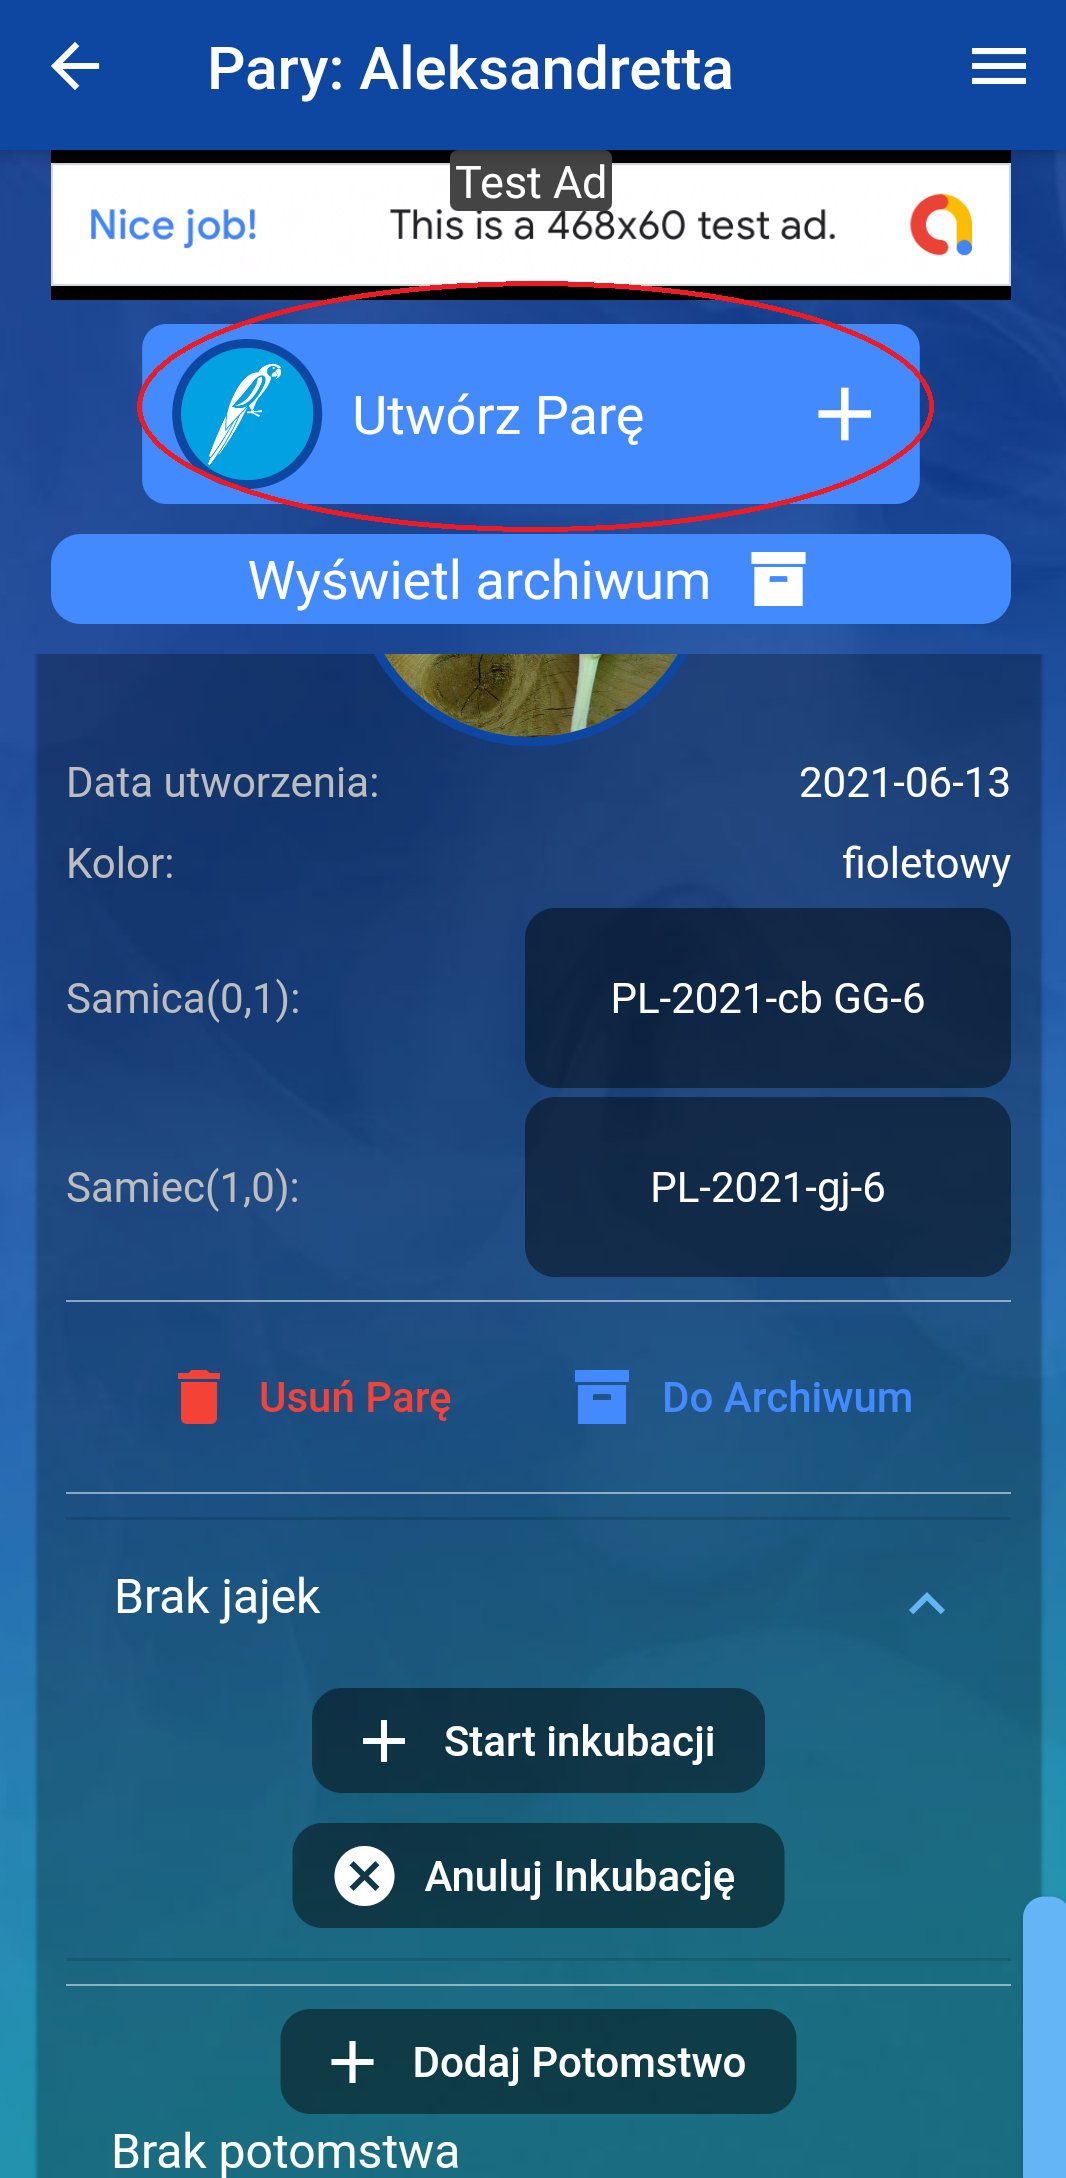 Pary: Aleksandretta
Test Ad
Nice job!
This is a 468x60 test ad.
Utwórz Parę
Wyświetl archiwum
Data utworzenia:
2021-06-13
Kolor:
fioletowy
Samica(0,1):
PL-2021-cb GG-6
Samiec(1,0):
PL-2021-gj-6
Usuń Parę
Do Archiwum
Brak jajek
Start inkubacji
Anuluj Inkubację
Dodaj Potomstwo
Brak potomstwa